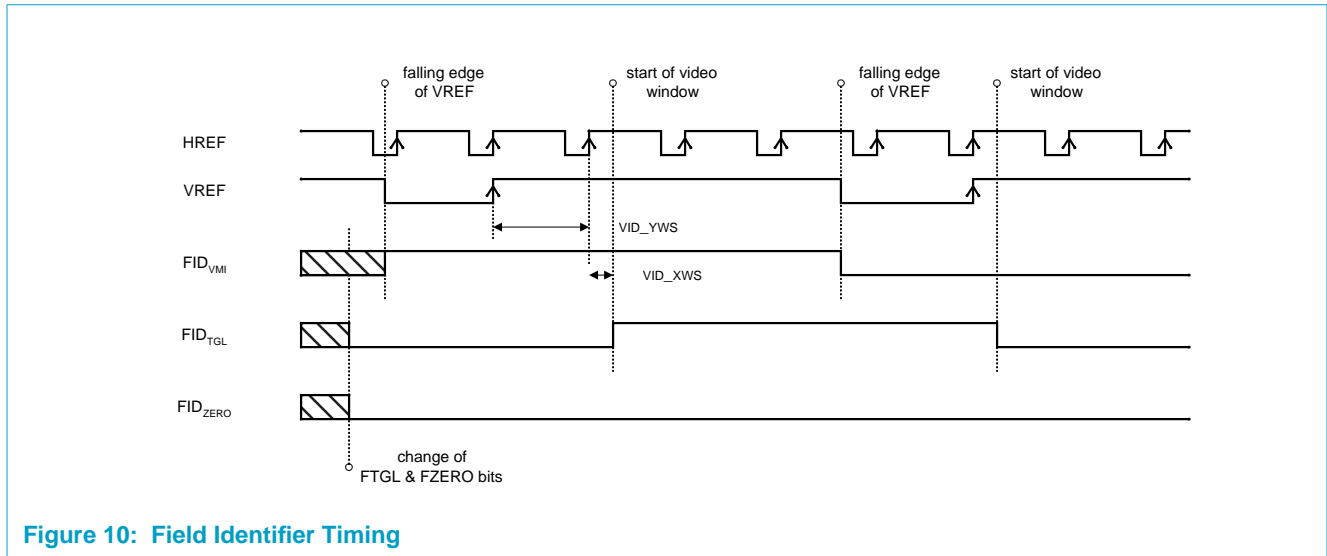 falling edge
of VREF
start of video
window
falling edge
of VREF
start of video
window
HREF
VREF
VID_YWS
FIDVMI
VID_XWS
FIDTGL
FIDZERO
change of
FTGL & FZERO bits
Figure 10: Field Identifier Timing